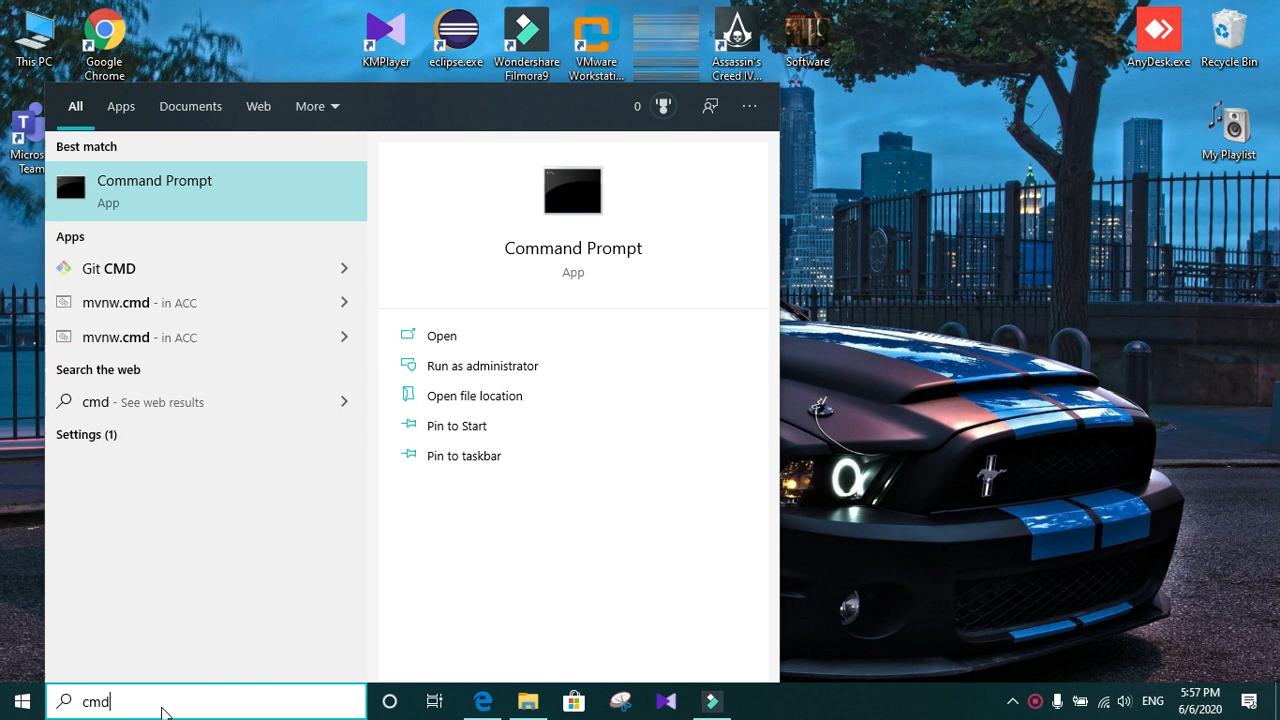 This PC
Google
Chrome
KMPlayer
eclipse.exe
Wondershare
Filmora9
VMware
Workstati...
Assassin's
Creed IV...
Software
AnyDesk.exe
Recycle Bin
Micros
Team
My Playlist
All
Apps
Documents
Web
More
0
Best match
Command Prompt
App
Apps
Git CMD
mvnw.cmd - in ACC
mvnw.cmd - in ACC
Search the web
cmd - See web results
Settings (1)
Command Prompt
App
Open
Run as administrator
Open file location
Pin to Start
Pin to taskbar
cmd
ENG
5:57 PM
6/6/2020